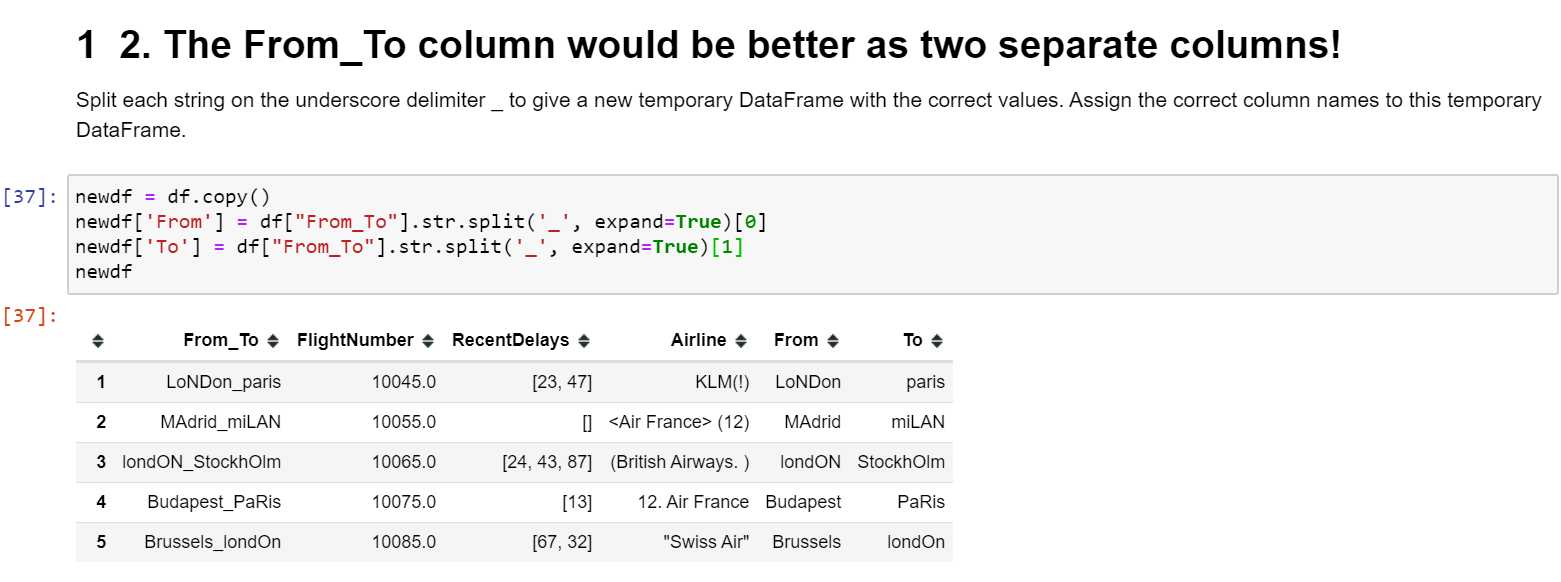 1 2. The From_To column would be better as two separate columns!
Split each string on the underscore delimiter _ to give a new temporary DataFrame with the correct values. Assign the correct column names to this temporary
DataFrame.
[37]: newdf = df.copy()
newdf['From'] = df["From_To"].str.split('_', expand=True)[0]
newdf['To'] = df["From_To"].str.split('_', expand=True)[1]
newdf
[37]:
From_To FlightNumber RecentDelays Airline From To
1 LoNDon_paris 10045.0 [23, 47] KLM(!) LoNDon paris
2 MAdrid_miLAN 10055.0 [] <Air France> (12) MAdrid miLAN
3 londON_StockhOlm 10065.0 [24, 43, 87] (British Airways. ) londON StockhOlm
4 Budapest_PaRis 10075.0 [13] 12. Air France Budapest PaRis
5 Brussels_londOn 10085.0 [67, 32] "Swiss Air" Brussels londOn